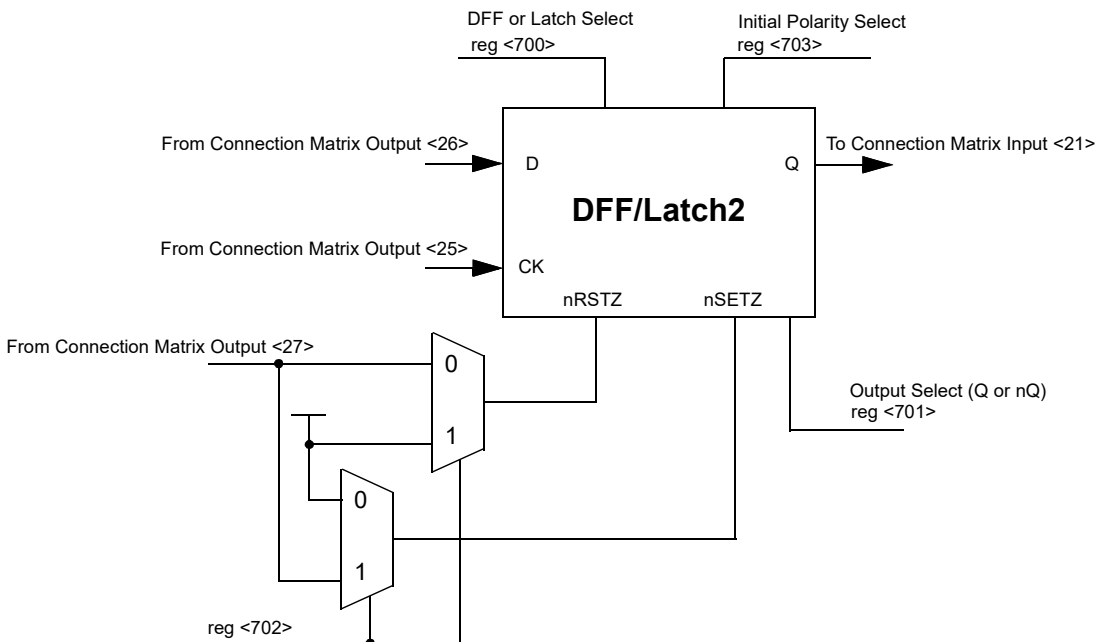 DFF or Latch Select
reg <700>
Initial Polarity Select
reg <703>
From Connection Matrix Output <26>
To Connection Matrix Input <21>
D
Q
DFF/Latch2
From Connection Matrix Output <25>
CK
nRSTZ
nSETZ
From Connection Matrix Output <27>
0
1
Output Select (Q or nQ)
reg <701>
0
1
reg <702>